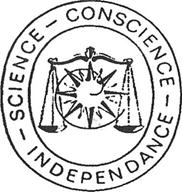 – SCIENCE – CONSCIENCE – INDEPENDANCE